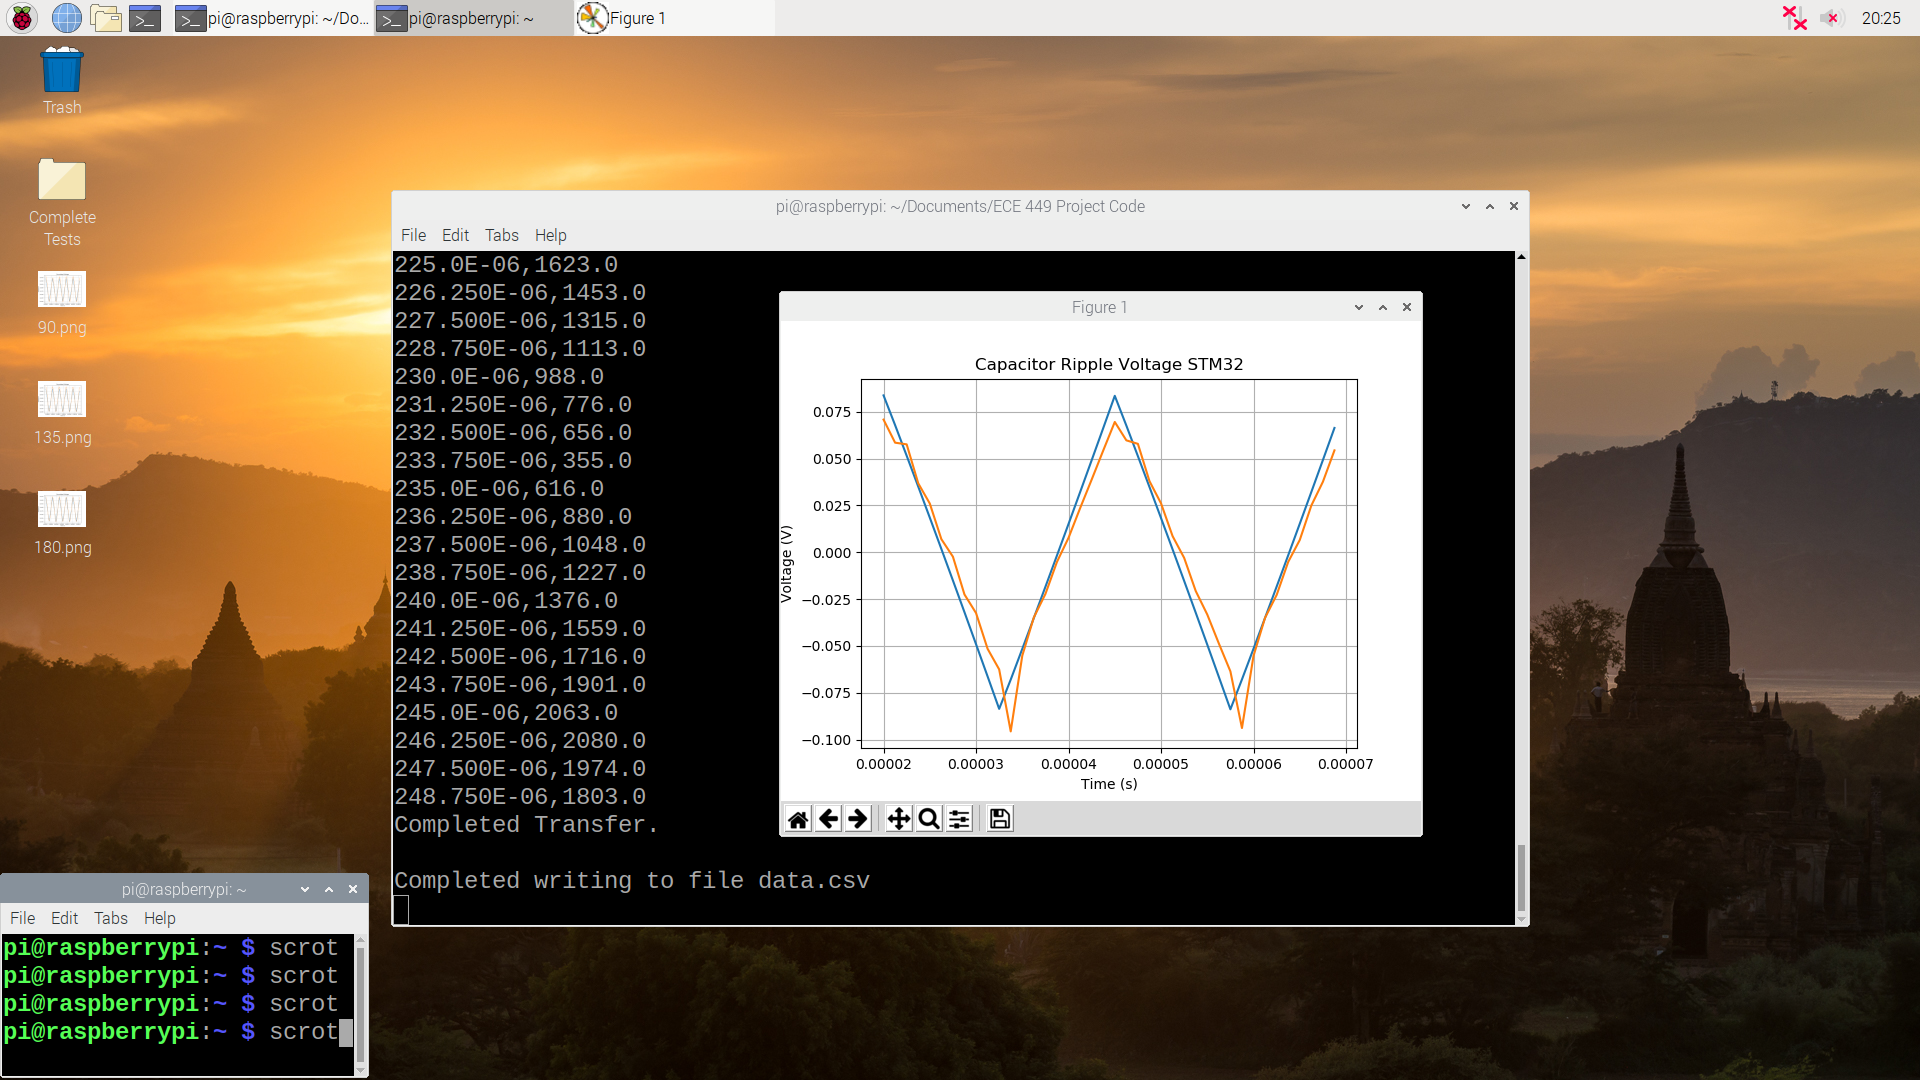 pi@raspberrypi: ~/Do...
pi@raspberrypi: ~
Figure 1
20:25
Trash
Complete
Tests
90.png
135.png
180.png
pi@raspberrypi: ~/Documents/ECE 449 Project Code
File Edit Tabs Help
225.0E-06,1623.0
226.250E-06,1453.0
227.500E-06,1315.0
228.750E-06,1113.0
230.0E-06,988.0
231.250E-06,776.0
232.500E-06,656.0
233.750E-06,355.0
235.0E-06,616.0
236.250E-06,880.0
237.500E-06,1048.0
238.750E-06,1227.0
240.0E-06,1376.0
241.250E-06,1559.0
242.500E-06,1716.0
243.750E-06,1901.0
245.0E-06,2063.0
246.250E-06,2080.0
247.500E-06,1974.0
248.750E-06,1803.0
Completed Transfer.
Completed writing to file data.csv
Figure 1
Capacitor Ripple Voltage STM32
0.075
0.050
0.025
0.000
−0.025
−0.050
−0.075
−0.100
Voltage (V)
0.00002 0.00003 0.00004 0.00005 0.00006 0.00007
Time (s)
pi@raspberrypi: ~
File Edit Tabs Help
pi@raspberrypi:~ $ scrot
pi@raspberrypi:~ $ scrot
pi@raspberrypi:~ $ scrot
pi@raspberrypi:~ $ scrot